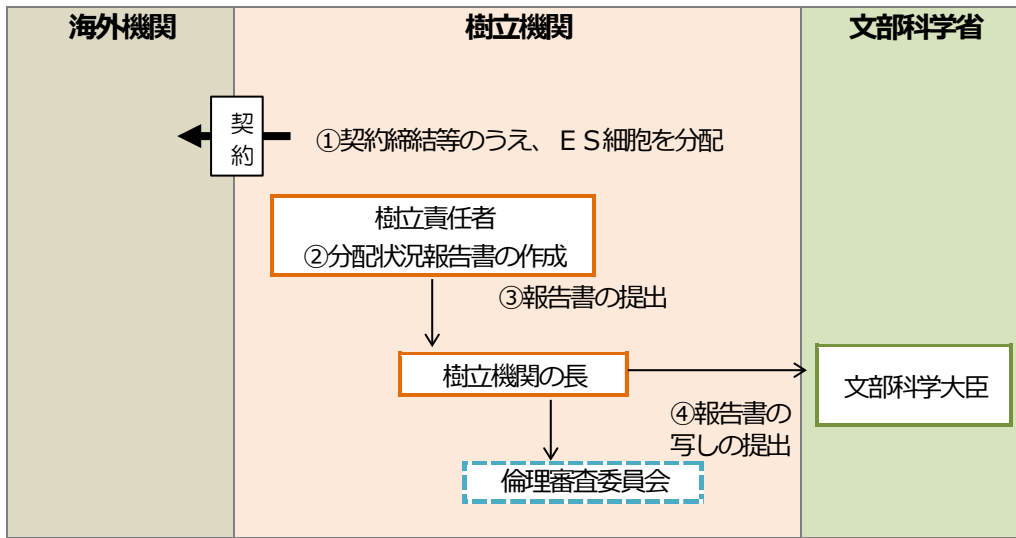 海外機関
樹立機関
文部科学省
契
約
①契約締結等のうえ、ＥＳ細胞を分配
樹立責任者
②分配状況報告書の作成
③報告書の提出
樹立機関の長
文部科学大臣
④報告書の
写しの提出
倫理審査委員会